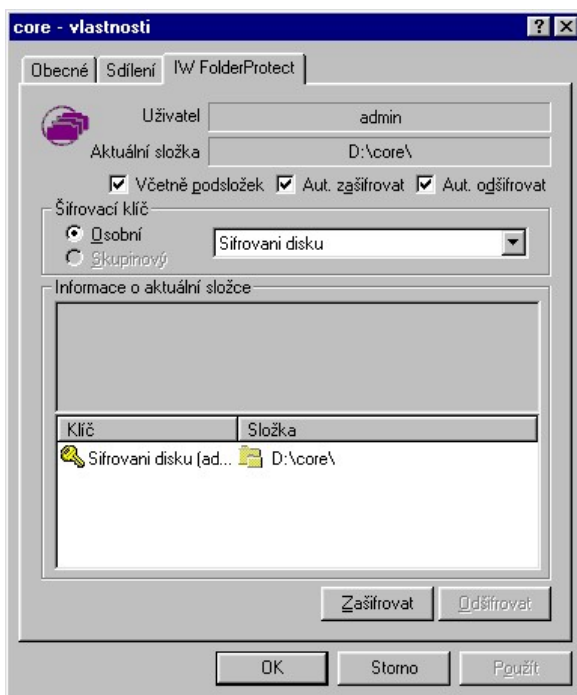 core - vlastnosti
Obecné Sdílení IW FolderProtect
Uživatel admin
Aktuální složka D:\core\
Včetně podsložek Aut. zašifrovat Aut. odšifrovat
Šifrovací klíč
Osobní
Skupinový
Sifrovani disku
Informace o aktuální složce
Klíč Složka
Sifrovani disku (ad... D:\core\
Zašifrovat Odšifrovat
OK Storno Použít